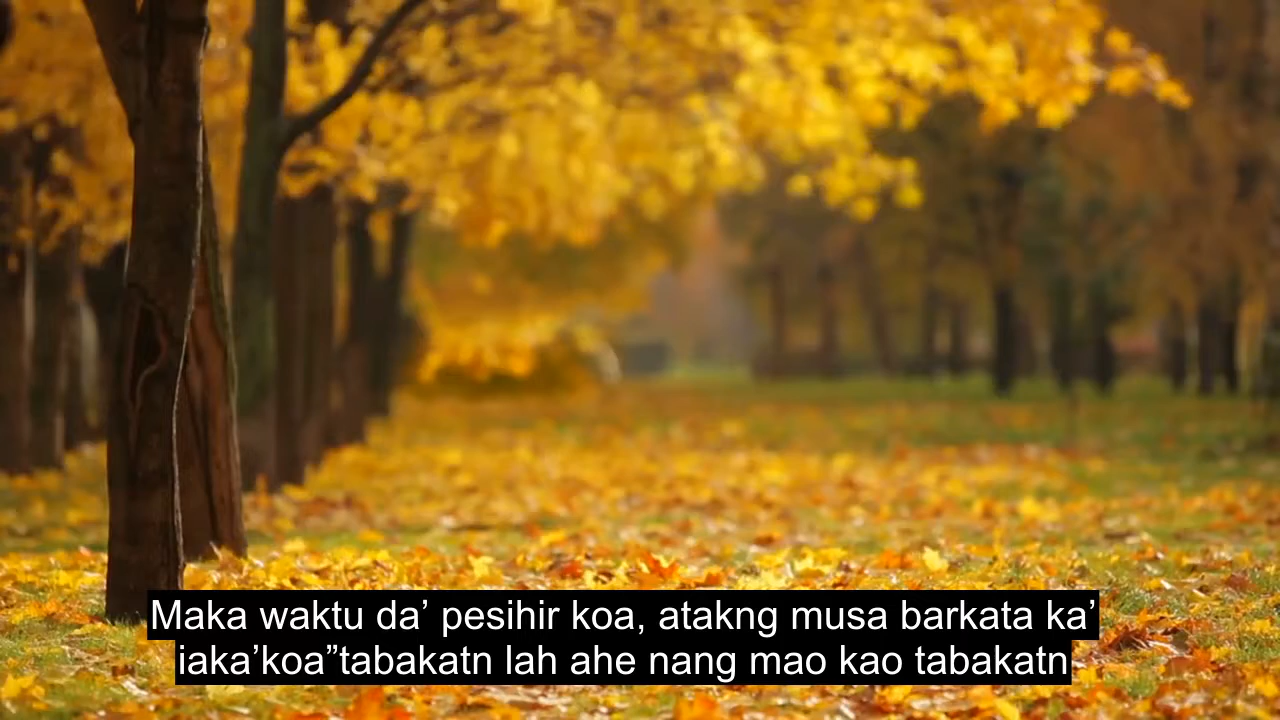 Maka waktu da’ pesihir koa, atakng musa barkata ka’
iaka’koa”tabakatn lah ahe nang mao kao tabakatn